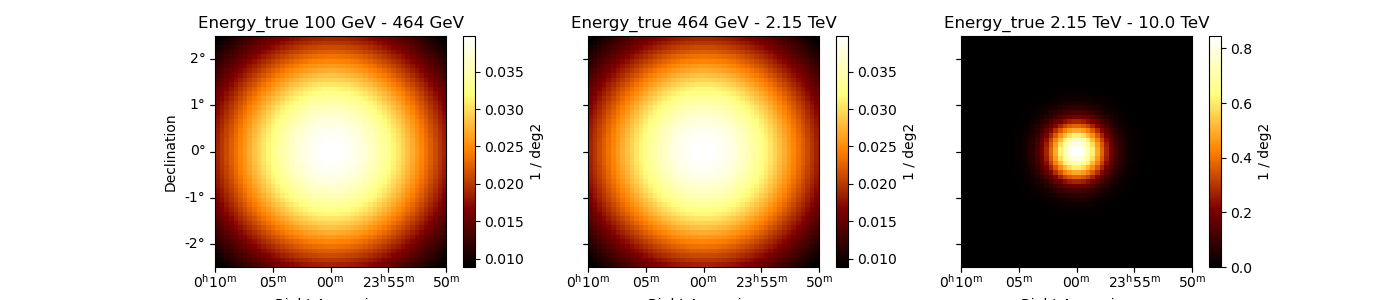 Energy_true 100 GeV - 464 GeV
Energy_true 464 GeV - 2.15 TeV
Energy_true 2.15 TeV - 10.0 TeV
Declination
2°
1°
0°
-1°
-2°
0ʰ10ᵐ 05ᵐ 00ᵐ 23ʰ55ᵐ 50ᵐ
0.035
0.030
0.025
0.020
0.015
0.010
1 / deg2
0ʰ10ᵐ 05ᵐ 00ᵐ 23ʰ55ᵐ 50ᵐ
0.035
0.030
0.025
0.020
0.015
0.010
1 / deg2
0ʰ10ᵐ 05ᵐ 00ᵐ 23ʰ55ᵐ 50ᵐ
0.8
0.6
0.4
0.2
0.0
1 / deg2